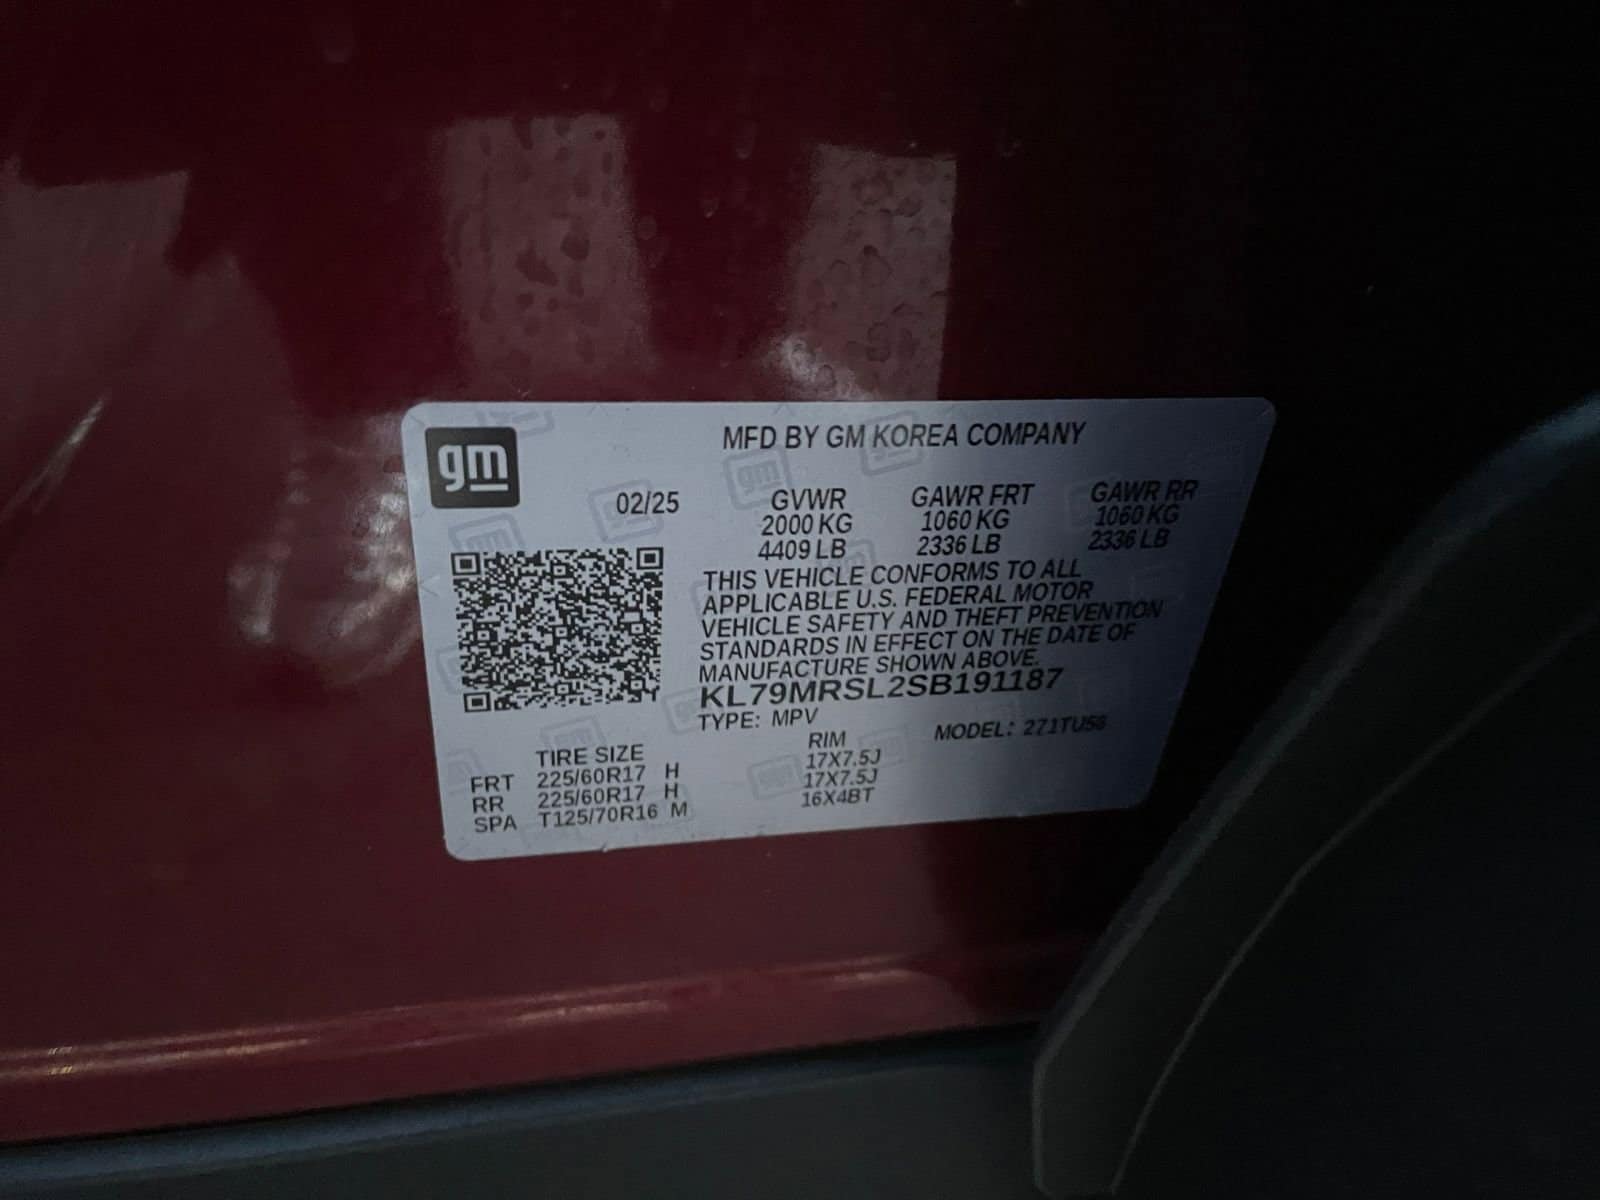 gm
MFD BY GM KOREA COMPANY
02/25 GVWR GAWR FRT GAWR RR
2000 KG 1060 KG 1060 KG
4409 LB 2336 LB 2336 LB
THIS VEHICLE CONFORMS TO ALL
APPLICABLE U.S. FEDERAL MOTOR
VEHICLE SAFETY AND THEFT PREVENTION
STANDARDS IN EFFECT ON THE DATE OF
MANUFACTURE SHOWN ABOVE.
KL79MRSL2SB191187
TYPE: MPV MODEL: 271TU56
TIRE SIZE RIM
FRT 225/60R17 H 17X7.5J
RR 225/60R17 H 17X7.5J
SPA T125/70R16 M 16X4BT